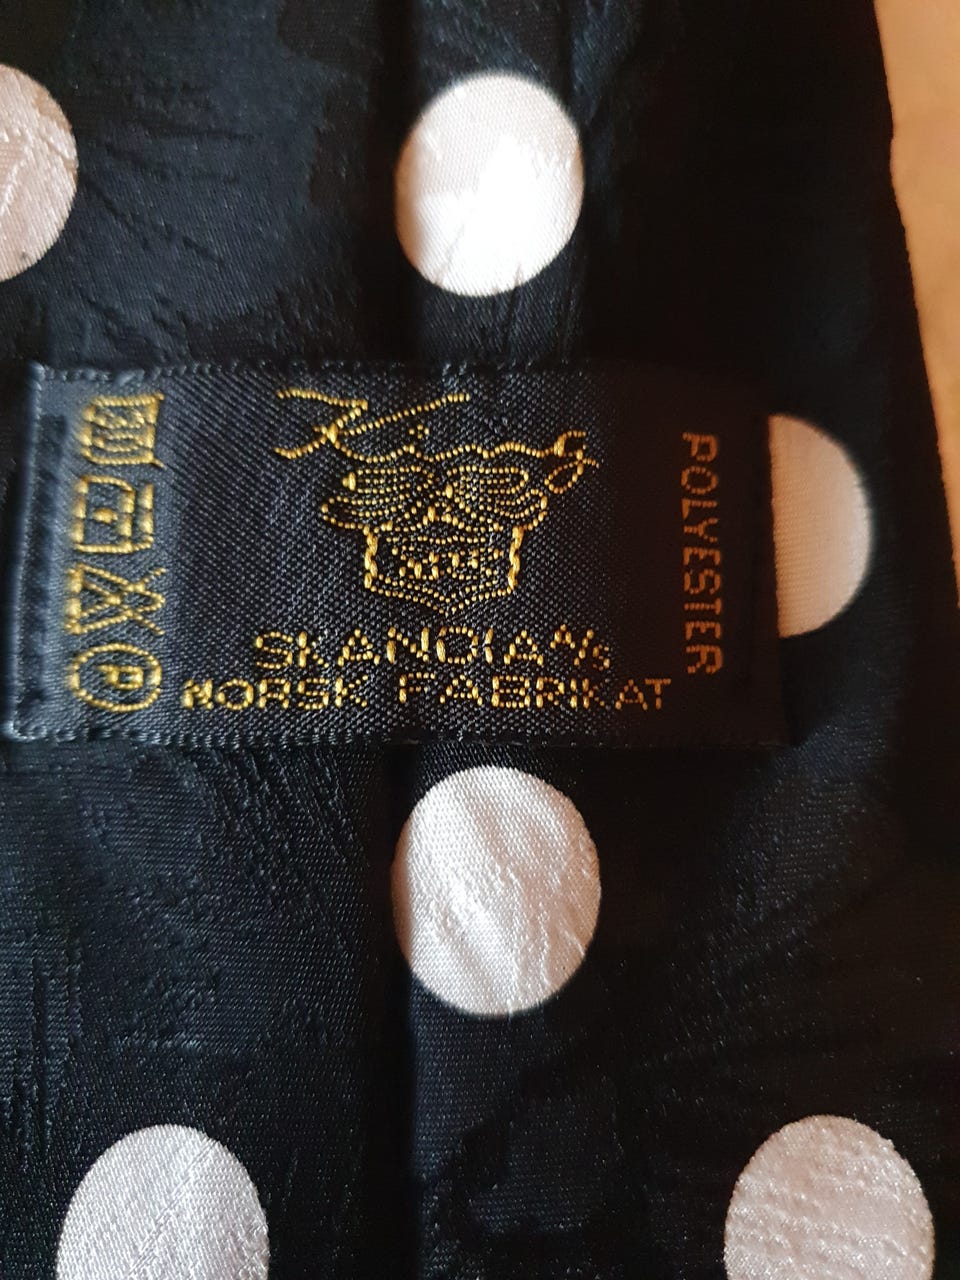 King
SKANDIA A/S
NORSK FABRIKAT
POLYESTER
P